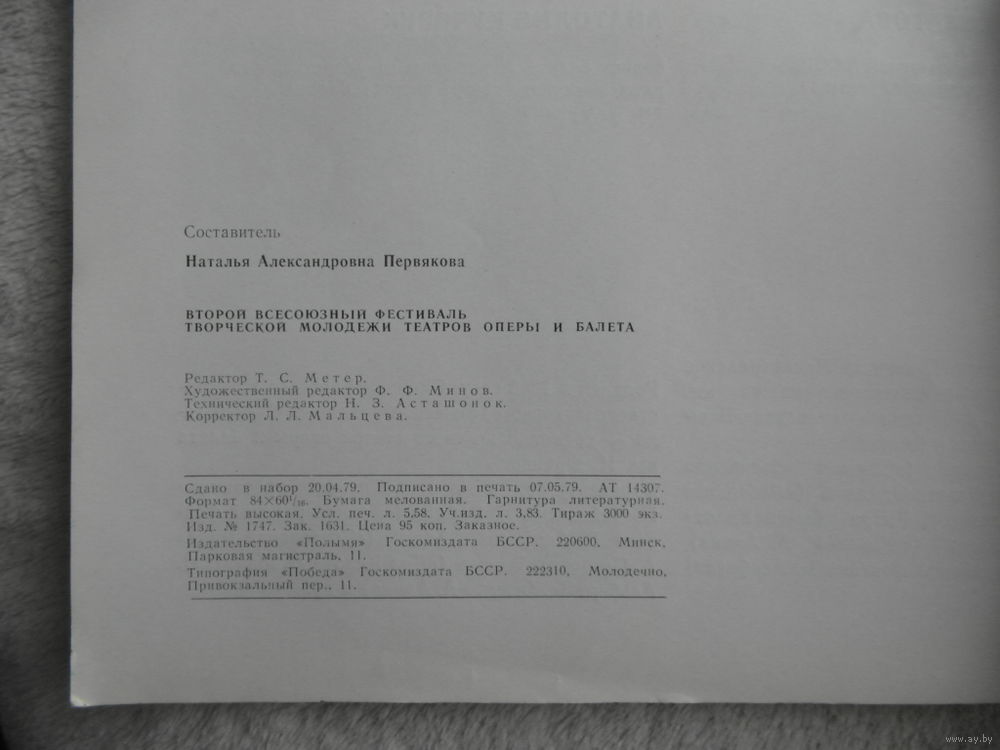 Составитель
Наталья Александровна Первякова
ВТОРОЙ ВСЕСОЮЗНЫЙ ФЕСТИВАЛЬ
ТВОРЧЕСКОЙ МОЛОДЕЖИ ТЕАТРОВ ОПЕРЫ И БАЛЕТА
Редактор Т. С. Метер.
Художественный редактор Ф. Ф. Минов.
Технический редактор Н. З. Асташонок.
Корректор Л. Л. Мальцева.
Сдано в набор 20.04.79. Подписано в печать 07.05.79. АТ 14307.
Формат 84×60 1/16. Бумага мелованная. Гарнитура литературная.
Печать высокая. Усл. печ. л. 5,58. Уч.изд. л. 3,83. Тираж 3000 экз.
Изд. № 1747. Зак. 1631. Цена 95 коп. Заказное.
Издательство «Полымя» Госкомиздата БССР. 220600, Минск,
Парковая магистраль, 11.
Типография «Победа» Госкомиздата БССР. 222310, Молодечно,
Привокзальный пер., 11.
www.ay.by